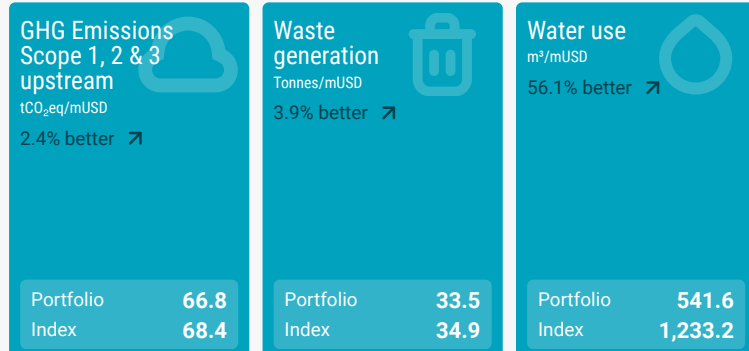 GHG Emissions
Scope 1, 2 & 3
upstream
tCO₂eq/mUSD
2.4% better
Portfolio 66.8
Index 68.4
Waste
generation
Tonnes/mUSD
3.9% better
Portfolio 33.5
Index 34.9
Water use
m³/mUSD
56.1% better
Portfolio 541.6
Index 1,233.2